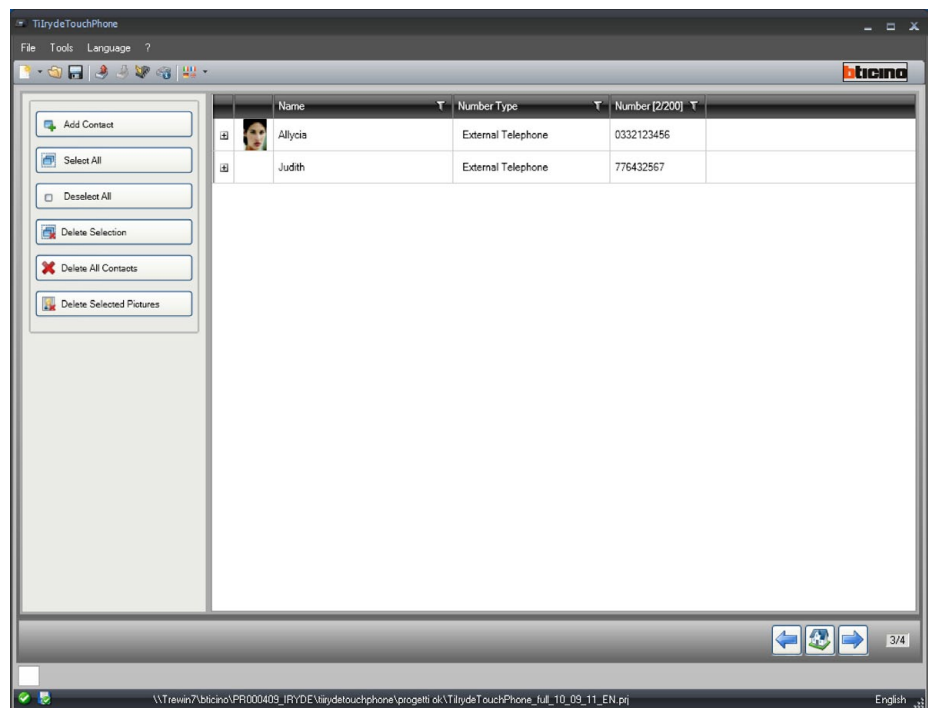 TiIrydeTouchPhone
File Tools Language ?
bticino
Name Number Type Number [2/200]
Add Contact
Allycia External Telephone 0332123456
Select All
Judith External Telephone 776432567
Deselect All
Delete Selection
Delete All Contacts
Delete Selected Pictures
3/4
\\Trewin7\bticino\PR000409_IRYDE\tiirydetouchphone\progetti ok\TiIrydeTouchPhone_full_10_09_11_EN.prj English